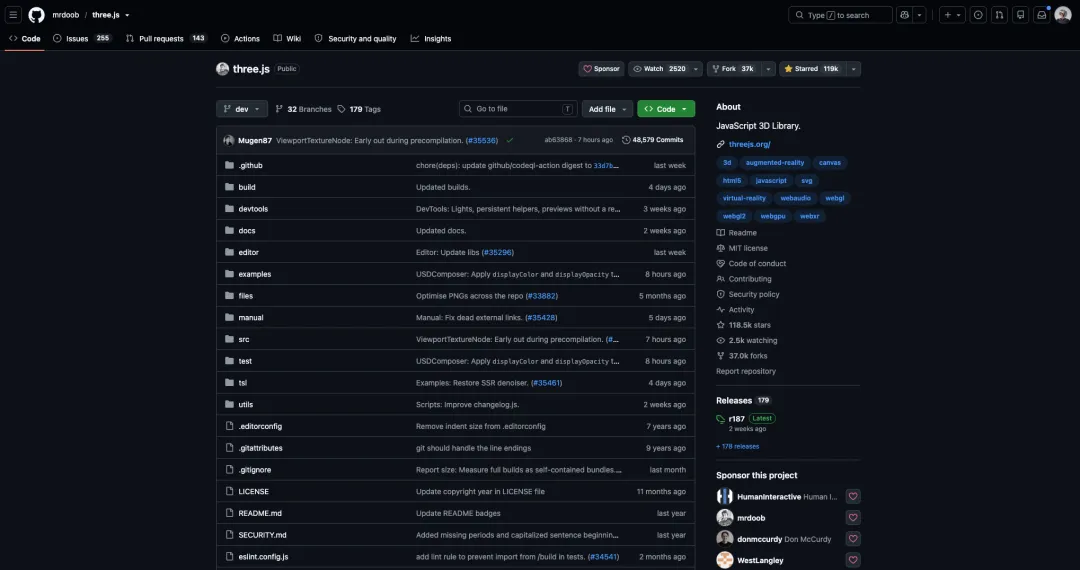 mrdoob / three.js
Type / to search
Code
Issues 255
Pull requests 143
Actions
Wiki
Security and quality
Insights
three.js Public
Sponsor
Watch 2520
Fork 37k
Starred 119k
dev
32 Branches
179 Tags
Go to file T
Add file
Code
Mugen87 ViewportTextureNode: Early out during precompilation. (#35536)
ab63868 · 7 hours ago
48,579 Commits
.github chore(deps): update github/codeql-action digest to 33d7b… last week
build Updated builds. 4 days ago
devtools DevTools: Lights, persistent helpers, previews without a re… 3 weeks ago
docs Updated docs. 2 weeks ago
editor Editor: Update libs (#35296) last week
examples USDComposer: Apply displayColor and displayOpacity t… 8 hours ago
files Optimise PNGs across the repo (#33882) 5 months ago
manual Manual: Fix dead external links. (#35428) 5 days ago
src ViewportTextureNode: Early out during precompilation. (#… 7 hours ago
test USDComposer: Apply displayColor and displayOpacity t… 8 hours ago
tsl Examples: Restore SSR denoiser. (#35461) 4 days ago
utils Scripts: Improve changelog.js. 2 weeks ago
.editorconfig Remove indent size from .editorconfig 7 years ago
.gitattributes git should handle the line endings 9 years ago
.gitignore Report size: Measure full builds as self-contained bundles.… last month
LICENSE Update copyright year in LICENSE file 11 months ago
README.md Update README badges last year
SECURITY.md Added missing periods and capitalized sentence beginnin… last year
eslint.config.js add lint rule to prevent import from /build in tests. (#34541) 2 months ago
About
JavaScript 3D Library.
threejs.org/
3d augmented-reality canvas
html5 javascript svg
virtual-reality webaudio webgl
webgl2 webgpu webxr
Readme
MIT license
Code of conduct
Contributing
Security policy
Activity
118.5k stars
2.5k watching
37.0k forks
Report repository
Releases 179
r187 Latest
2 weeks ago
+ 178 releases
Sponsor this project
HumanInteractive Human I…
mrdoob
donmccurdy Don McCurdy
WestLangley